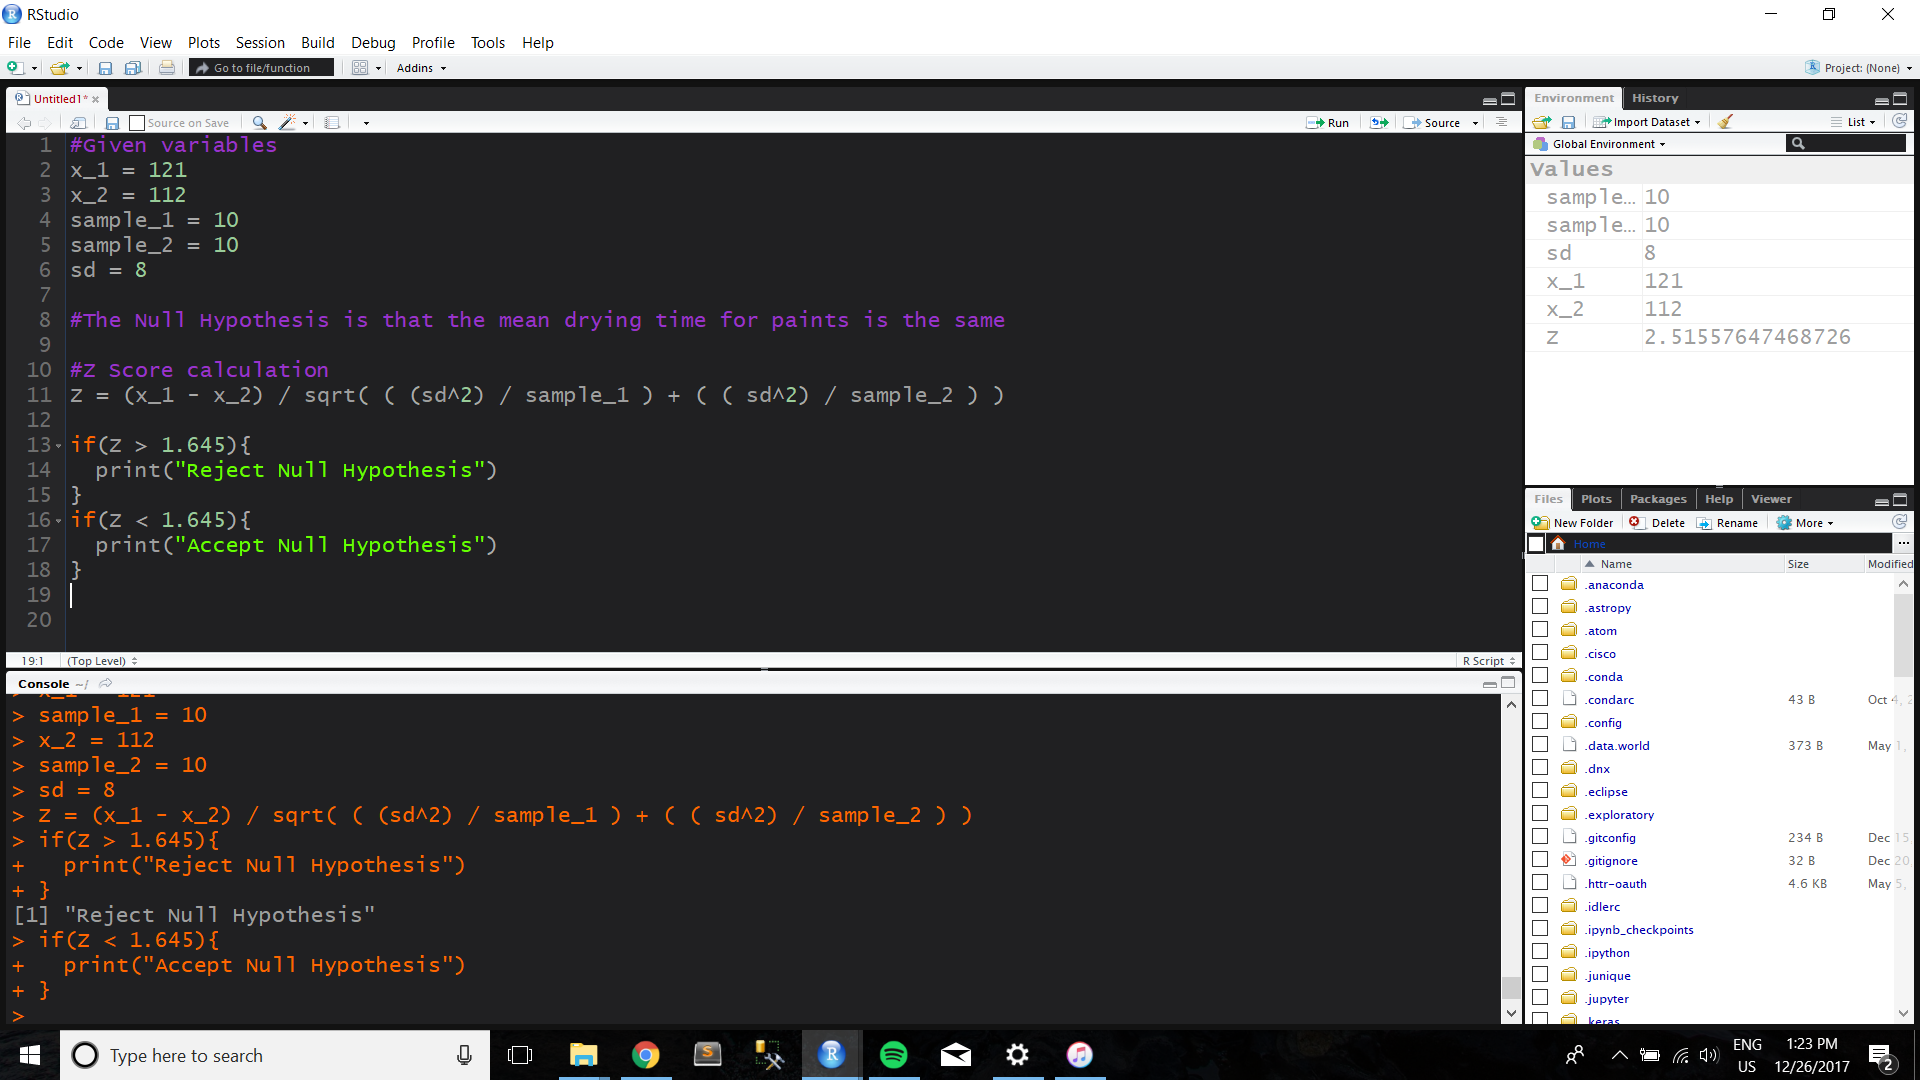 RStudio
File Edit Code View Plots Session Build Debug Profile Tools Help
Go to file/function Addins Project: (None)
Untitled1*
Source on Save Run Source
1 #Given variables
2 x_1 = 121
3 x_2 = 112
4 sample_1 = 10
5 sample_2 = 10
6 sd = 8
7
8 #The Null Hypothesis is that the mean drying time for paints is the same
9
10 #Z Score calculation
11 Z = (x_1 - x_2) / sqrt( ( (sd^2) / sample_1 ) + ( ( sd^2) / sample_2 ) )
12
13 if(Z > 1.645){
14 print("Reject Null Hypothesis")
15 }
16 if(Z < 1.645){
17 print("Accept Null Hypothesis")
18 }
19
20
19:1 (Top Level) R Script
Console ~/
> sample_1 = 10
> x_2 = 112
> sample_2 = 10
> sd = 8
> Z = (x_1 - x_2) / sqrt( ( (sd^2) / sample_1 ) + ( ( sd^2) / sample_2 ) )
> if(Z > 1.645){
+ print("Reject Null Hypothesis")
+ }
[1] "Reject Null Hypothesis"
> if(Z < 1.645){
+ print("Accept Null Hypothesis")
+ }
>
Environment History
Import Dataset List
Global Environment
Values
sample… 10
sample… 10
sd 8
x_1 121
x_2 112
Z 2.51557647468726
Files Plots Packages Help Viewer
New Folder Delete Rename More
Home
Name Size Modified
.anaconda
.astropy
.atom
.cisco
.conda
.condarc 43 B Oct 4, 2
.config
.data.world 373 B May 1,
.dnx
.eclipse
.exploratory
.gitconfig 234 B Dec 15,
.gitignore 32 B Dec 20,
.httr-oauth 4.6 KB May 5,
.idlerc
.ipynb_checkpoints
.ipython
.junique
.jupyter
.keras
Type here to search
ENG
US
1:23 PM
12/26/2017
2